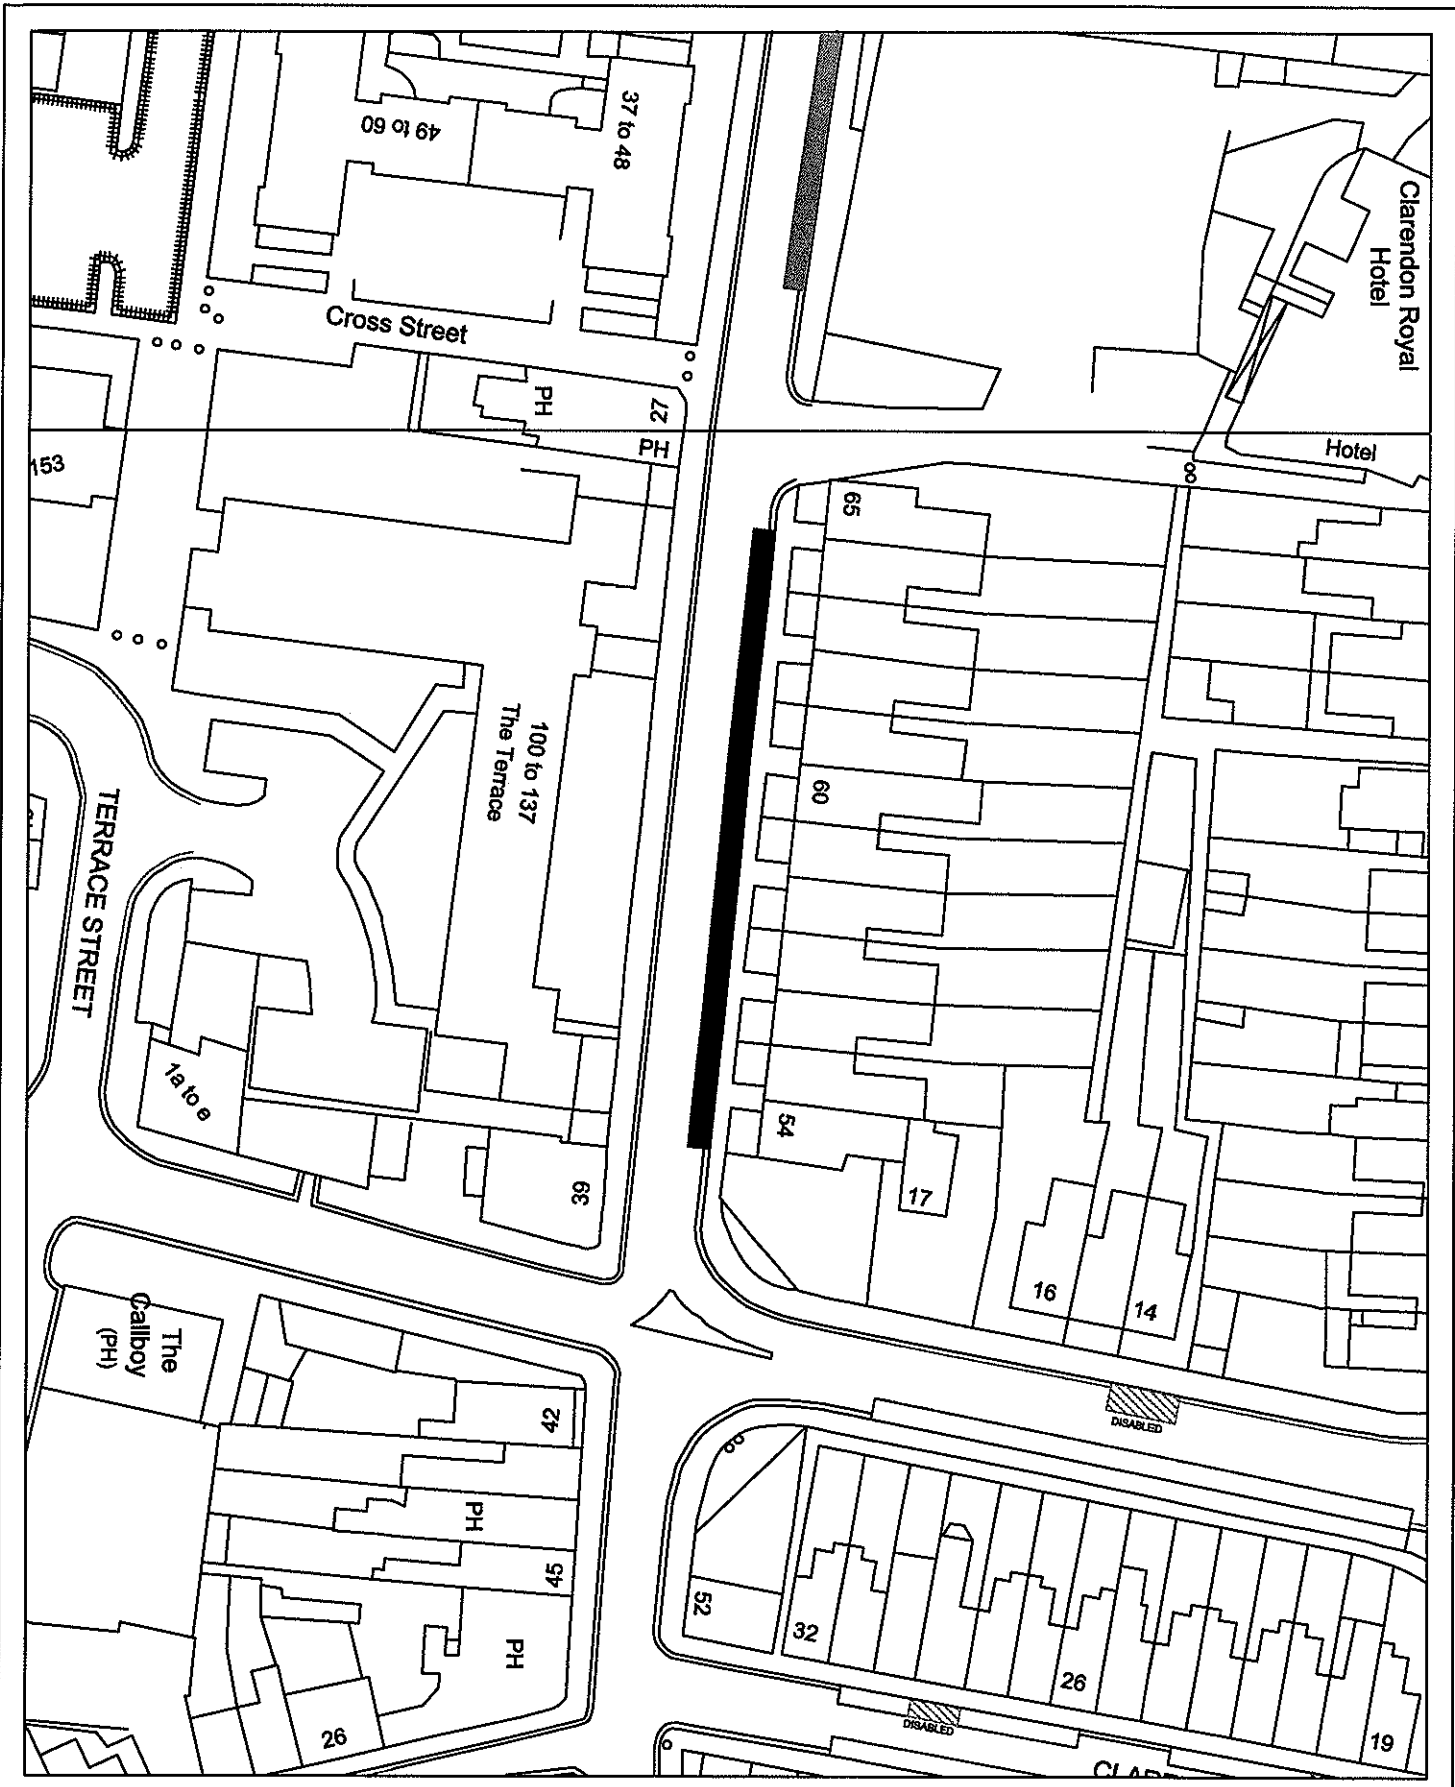 37 to 48
49 to 60
Clarendon Royal
Hotel
Cross Street
PH
27
PH
Hotel
153
65
100 to 137
The Terrace
60
TERRACE STREET
1a to e
54
17
39
16
14
DISABLED
The
Callboy
(PH)
42
PH
45
PH
52
32
26
DISABLED
26
19